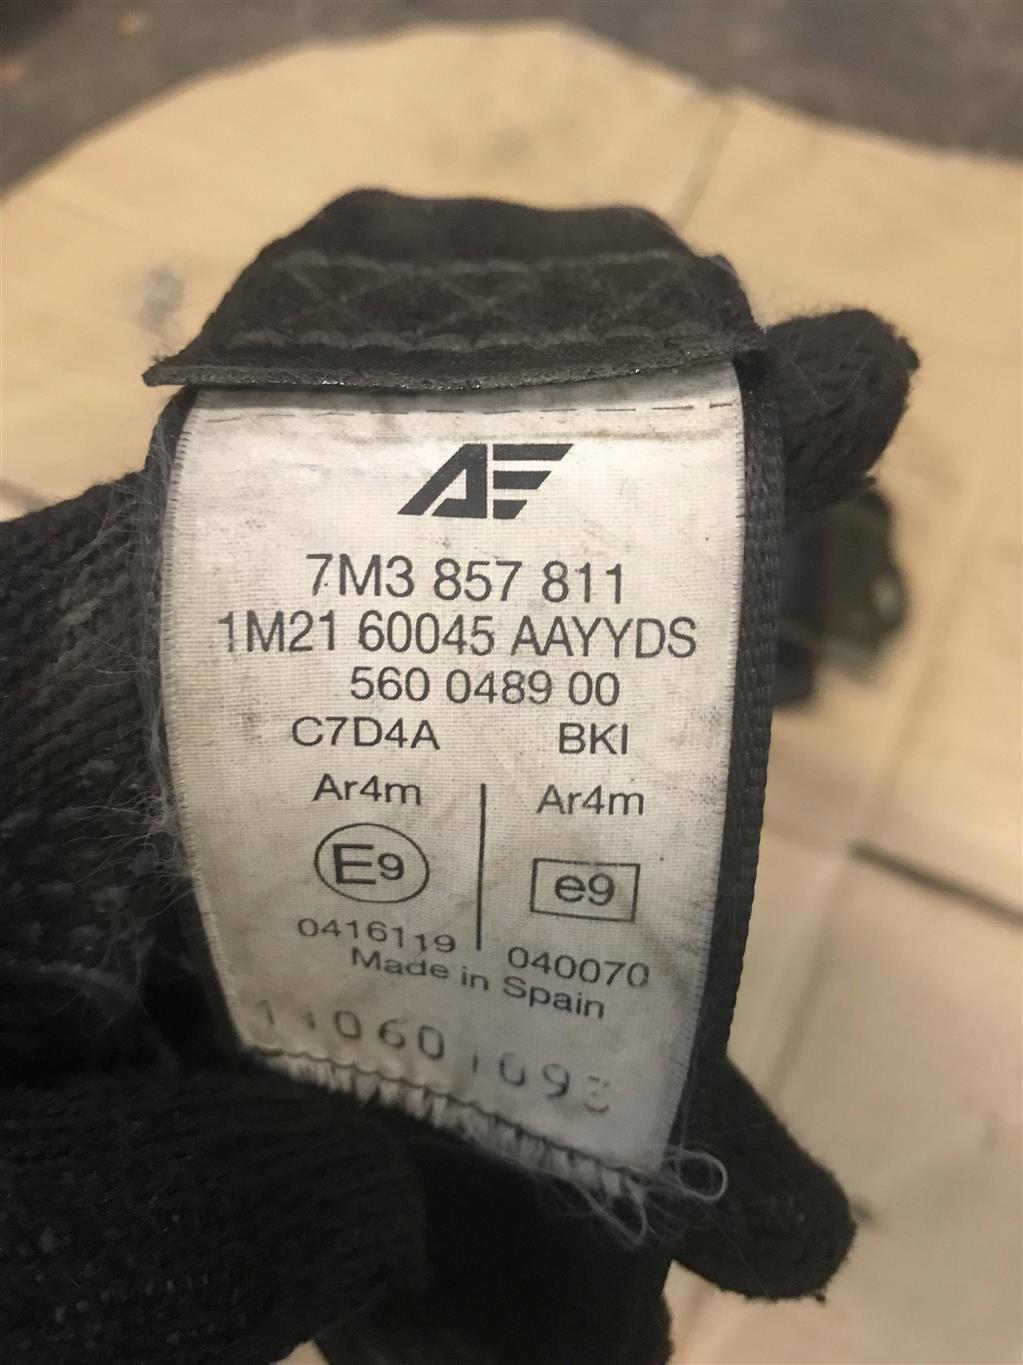 AE
7M3 857 811
1M21 60045 AAYYDS
560 0489 00
C7D4A BKI
Ar4m Ar4m
E9 e9
0416119 040070
Made in Spain